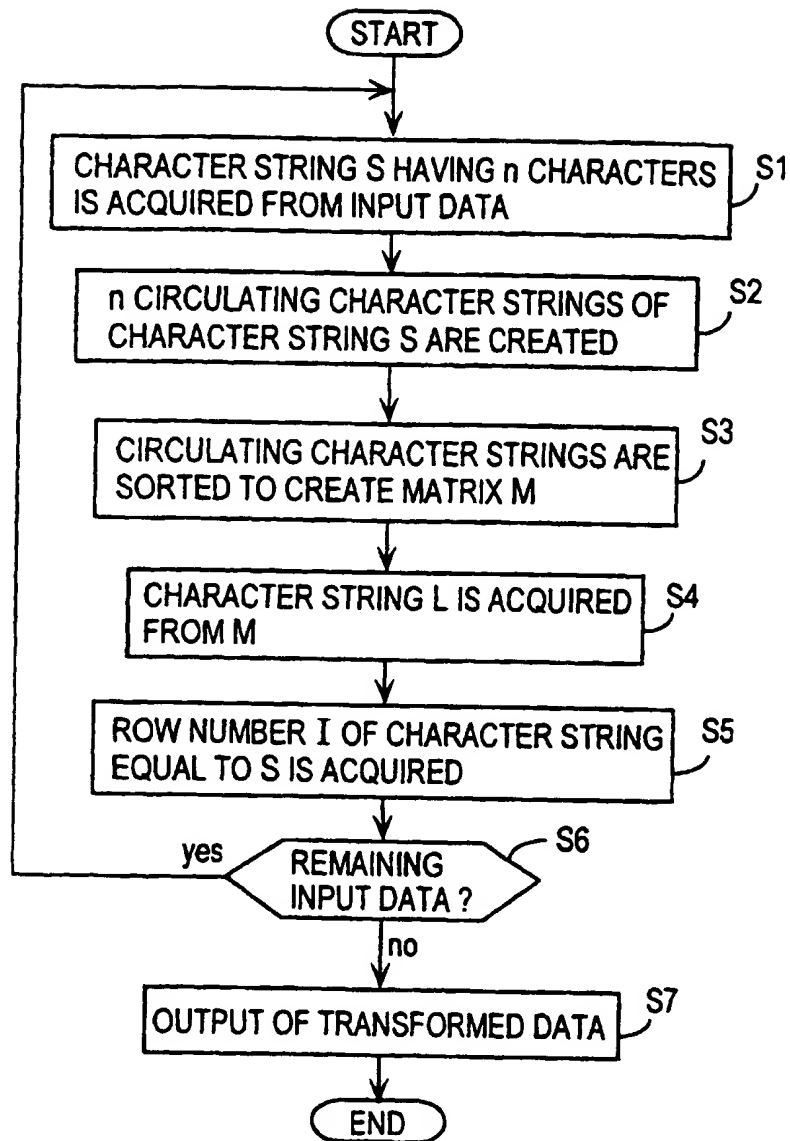 START
CHARACTER STRING S HAVING n CHARACTERS
IS ACQUIRED FROM INPUT DATA
S1
n CIRCULATING CHARACTER STRINGS OF
CHARACTER STRING S ARE CREATED
S2
CIRCULATING CHARACTER STRINGS ARE
SORTED TO CREATE MATRIX M
S3
CHARACTER STRING L IS ACQUIRED
FROM M
S4
ROW NUMBER I OF CHARACTER STRING
EQUAL TO S IS ACQUIRED
S5
yes
REMAINING
INPUT DATA ?
S6
no
OUTPUT OF TRANSFORMED DATA
S7
END